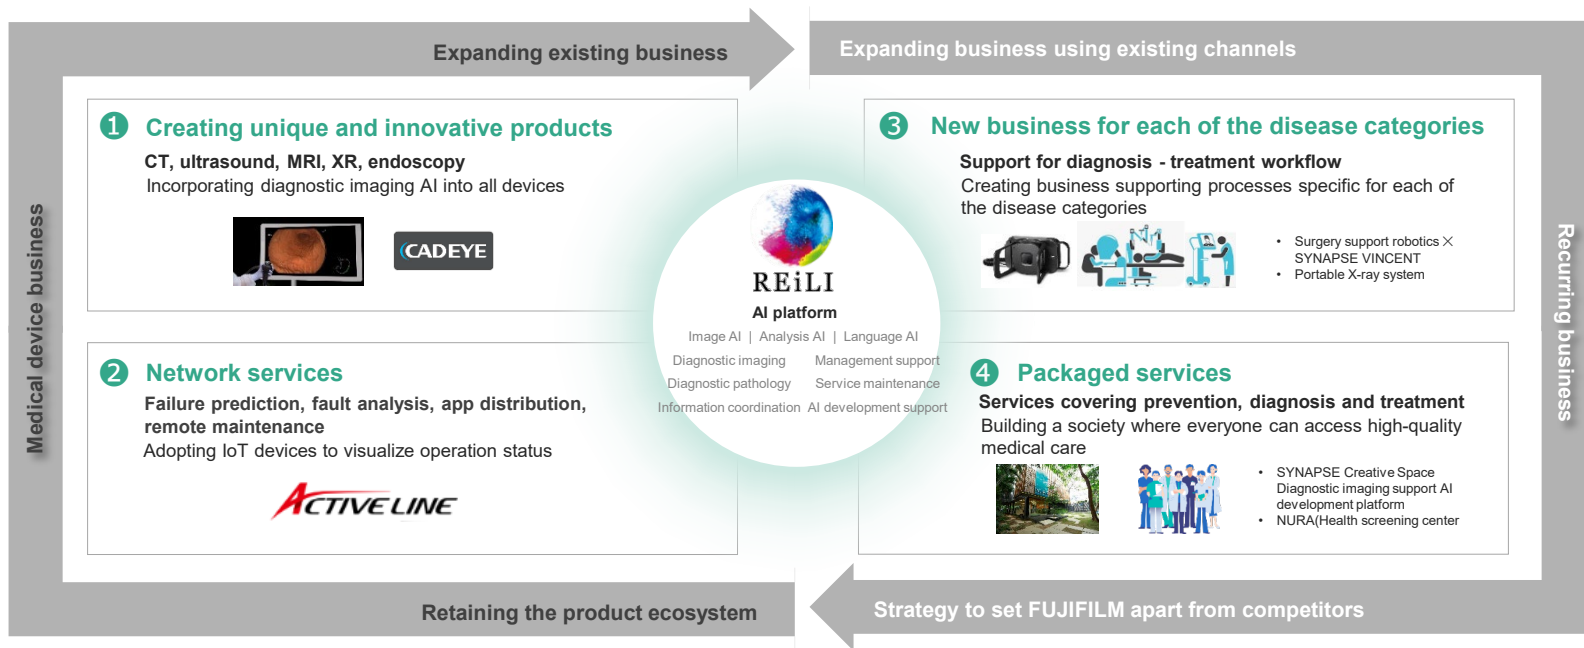 Expanding existing business
Expanding business using existing channels
Medical device business
Recurring business
❶ Creating unique and innovative products
CT, ultrasound, MRI, XR, endoscopy
Incorporating diagnostic imaging AI into all devices
CADEYE
❸ New business for each of the disease categories
Support for diagnosis - treatment workflow
Creating business supporting processes specific for each of
the disease categories
• Surgery support robotics ×
SYNAPSE VINCENT
• Portable X-ray system
REiLI
AI platform
Image AI | Analysis AI | Language AI
Diagnostic imaging Management support
Diagnostic pathology Service maintenance
Information coordination AI development support
❷ Network services
Failure prediction, fault analysis, app distribution,
remote maintenance
Adopting IoT devices to visualize operation status
ACTIVE LINE
❹ Packaged services
Services covering prevention, diagnosis and treatment
Building a society where everyone can access high-quality
medical care
• SYNAPSE Creative Space
Diagnostic imaging support AI
development platform
• NURA(Health screening center
Retaining the product ecosystem
Strategy to set FUJIFILM apart from competitors